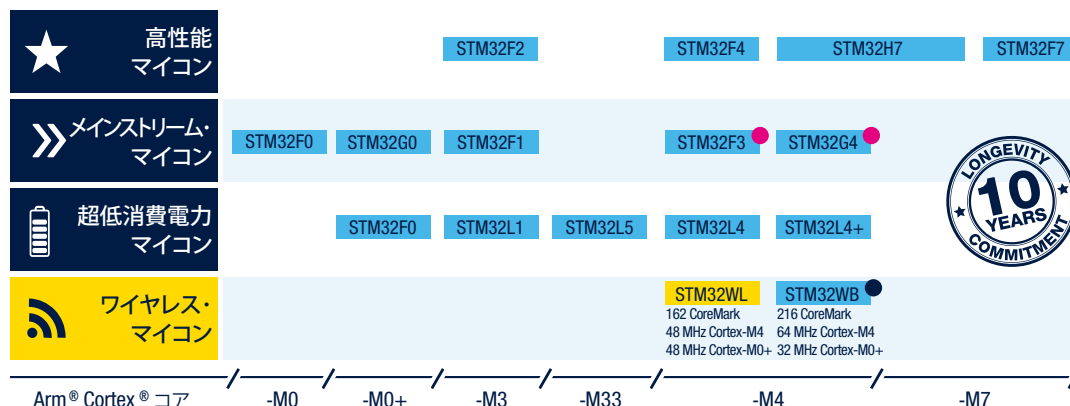 高性能
マイコン
STM32F2
STM32F4
STM32H7
STM32F7
メインストリーム・
マイコン
STM32F0
STM32G0
STM32F1
STM32F3
STM32G4
LONGEVITY
10
YEARS
COMMITMENT
超低消費電力
マイコン
STM32F0
STM32L1
STM32L5
STM32L4
STM32L4+
ワイヤレス・
マイコン
STM32WL
162 CoreMark
48 MHz Cortex-M4
48 MHz Cortex-M0+
STM32WB
216 CoreMark
64 MHz Cortex-M4
32 MHz Cortex-M0+
Arm® Cortex® コア
-M0
-M0+
-M3
-M33
-M4
-M7